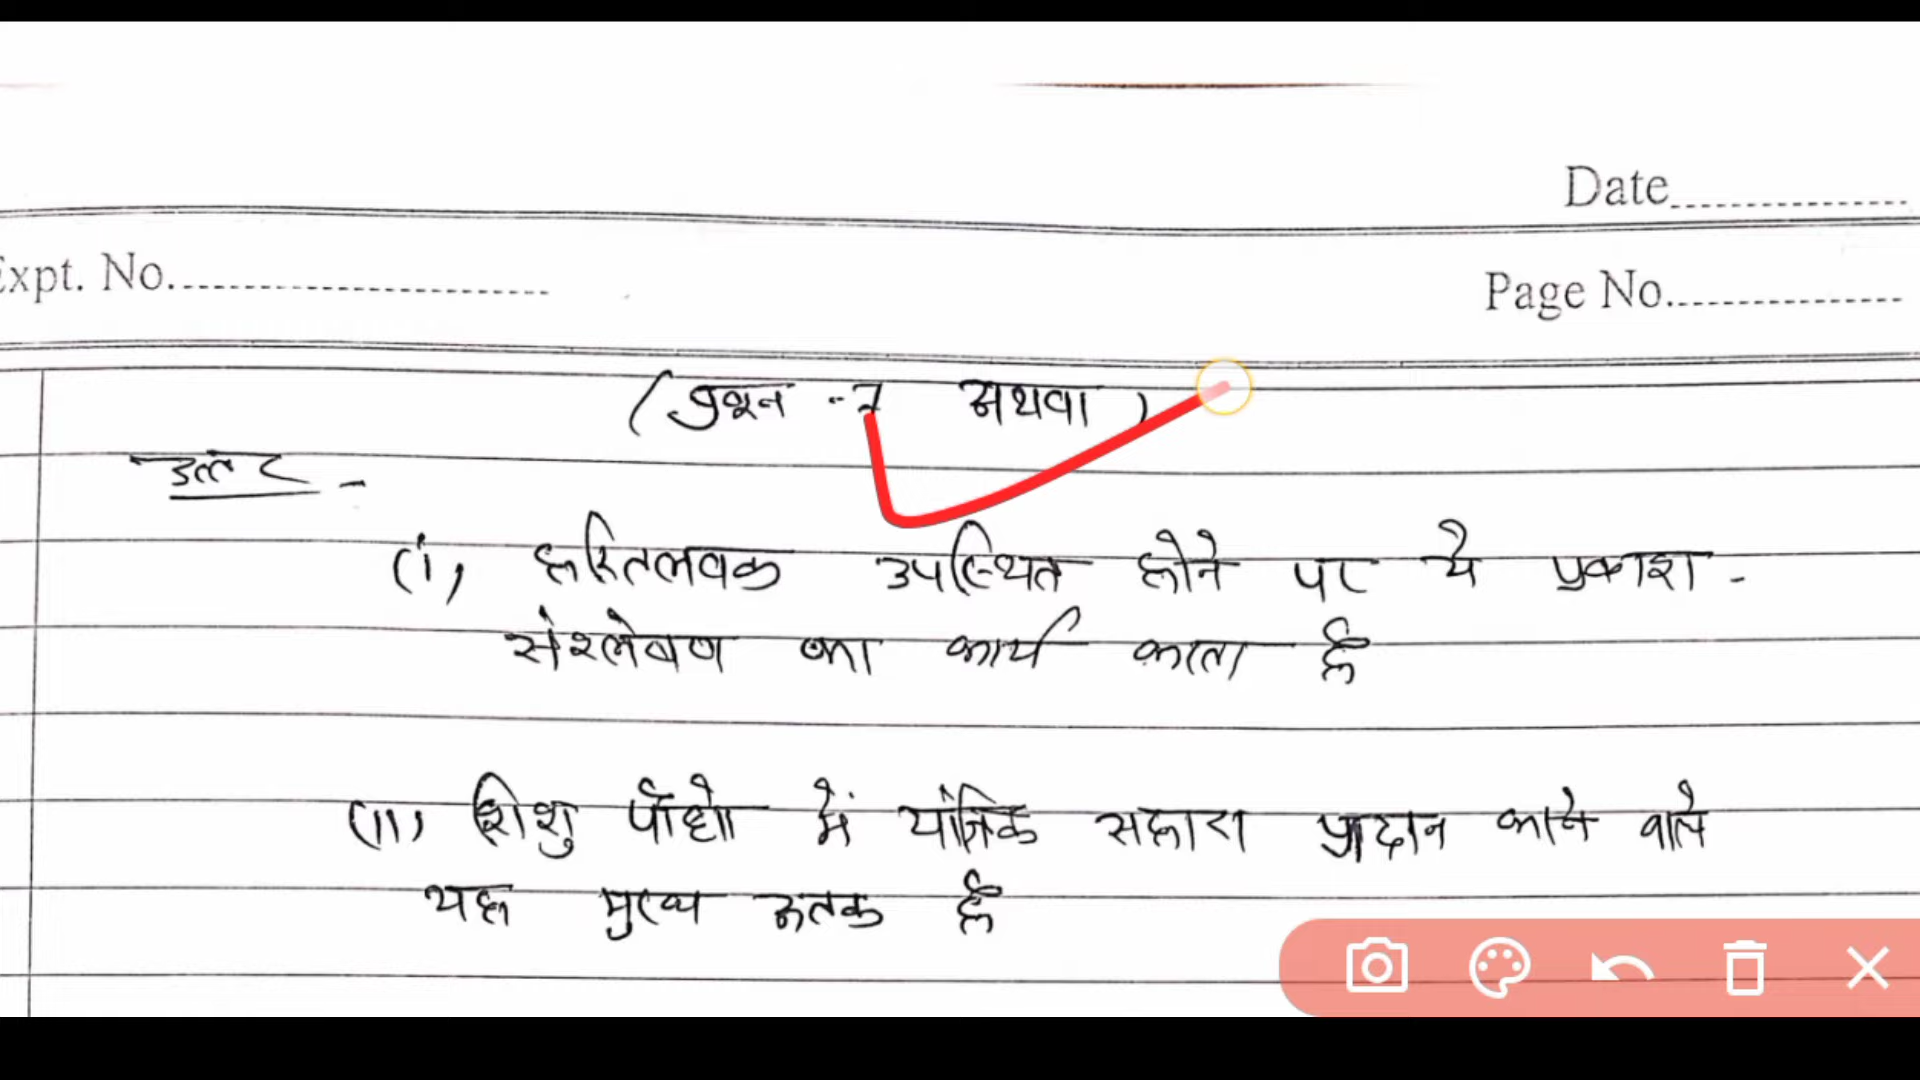 Date
Expt. No.
Page No.
(प्रश्न -7 अथवा)
उत्तर -
(i) हरितलवक उपस्थित होने पर ये प्रकाश -
संश्लेषण का कार्य करता है
(ii) शिशु पौधों में यांत्रिक सहारा प्रदान करने वाले
यह मुख्य ऊतक है